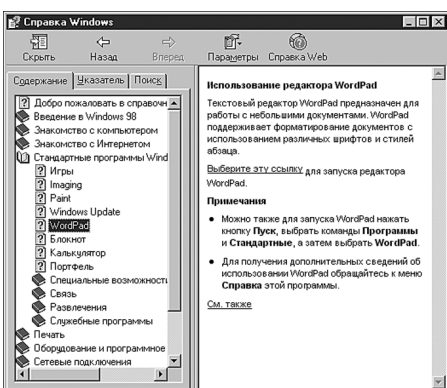 Справка Windows
Скрыть Назад Вперед Параметры Справка Web
Содержание Указатель Поиск
Добро пожаловать в справочн
Введение в Windows 98
Знакомство с компьютером
Знакомство с Интернетом
Стандартные программы Wind
Игры
Imaging
Paint
Windows Update
WordPad
Блокнот
Калькулятор
Портфель
Специальные возможности
Связь
Развлечения
Служебные программы
Печать
Оборудование и программное
Сетевые подключения
Использование редактора WordPad
Текстовый редактор WordPad предназначен для
работы с небольшими документами. WordPad
поддерживает форматирование документов с
использованием различных шрифтов и стилей
абзаца.
Выберите эту ссылку для запуска редактора
WordPad.
Примечания
• Можно также для запуска WordPad нажать
кнопку Пуск, выбрать команды Программы
и Стандартные, а затем выбрать WordPad.
• Для получения дополнительных сведений об
использовании WordPad обращайтесь к меню
Справка этой программы.
См. также